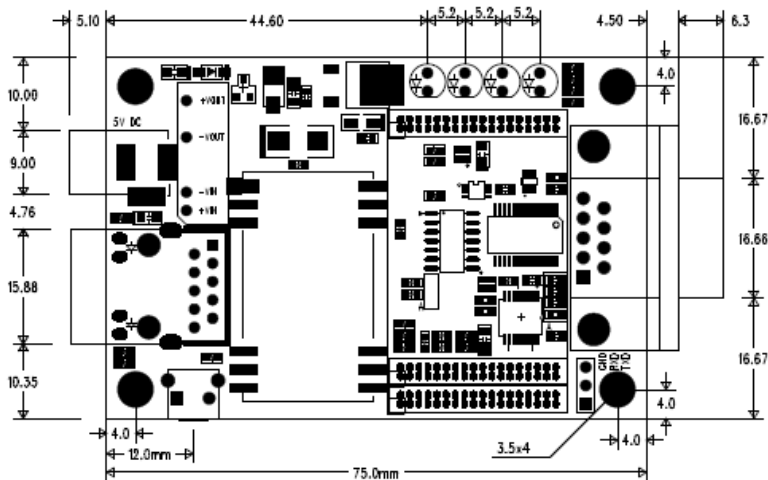 5.10
44.60
5.2
5.2
5.2
4.50
6.3
4.0
10.00
+VOUT
5V DC
-VOUT
16.67
9.00
-VIN
4.76
+VIN
16.66
15.88
A
A
10.35
GND
RXD
TXD
16.67
4.0
4.0
3.5x4
4.0
12.0mm
75.0mm